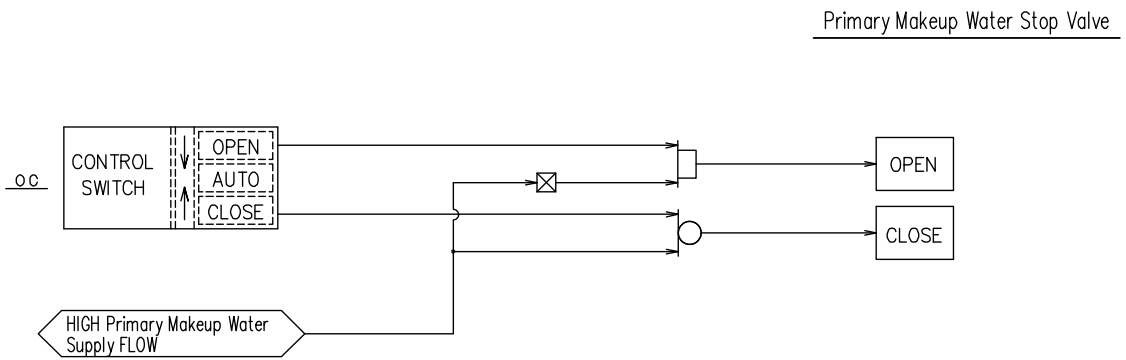 Primary Makeup Water Stop Valve
OC
CONTROL
SWITCH
OPEN
AUTO
CLOSE
OPEN
CLOSE
HIGH Primary Makeup Water
Supply FLOW